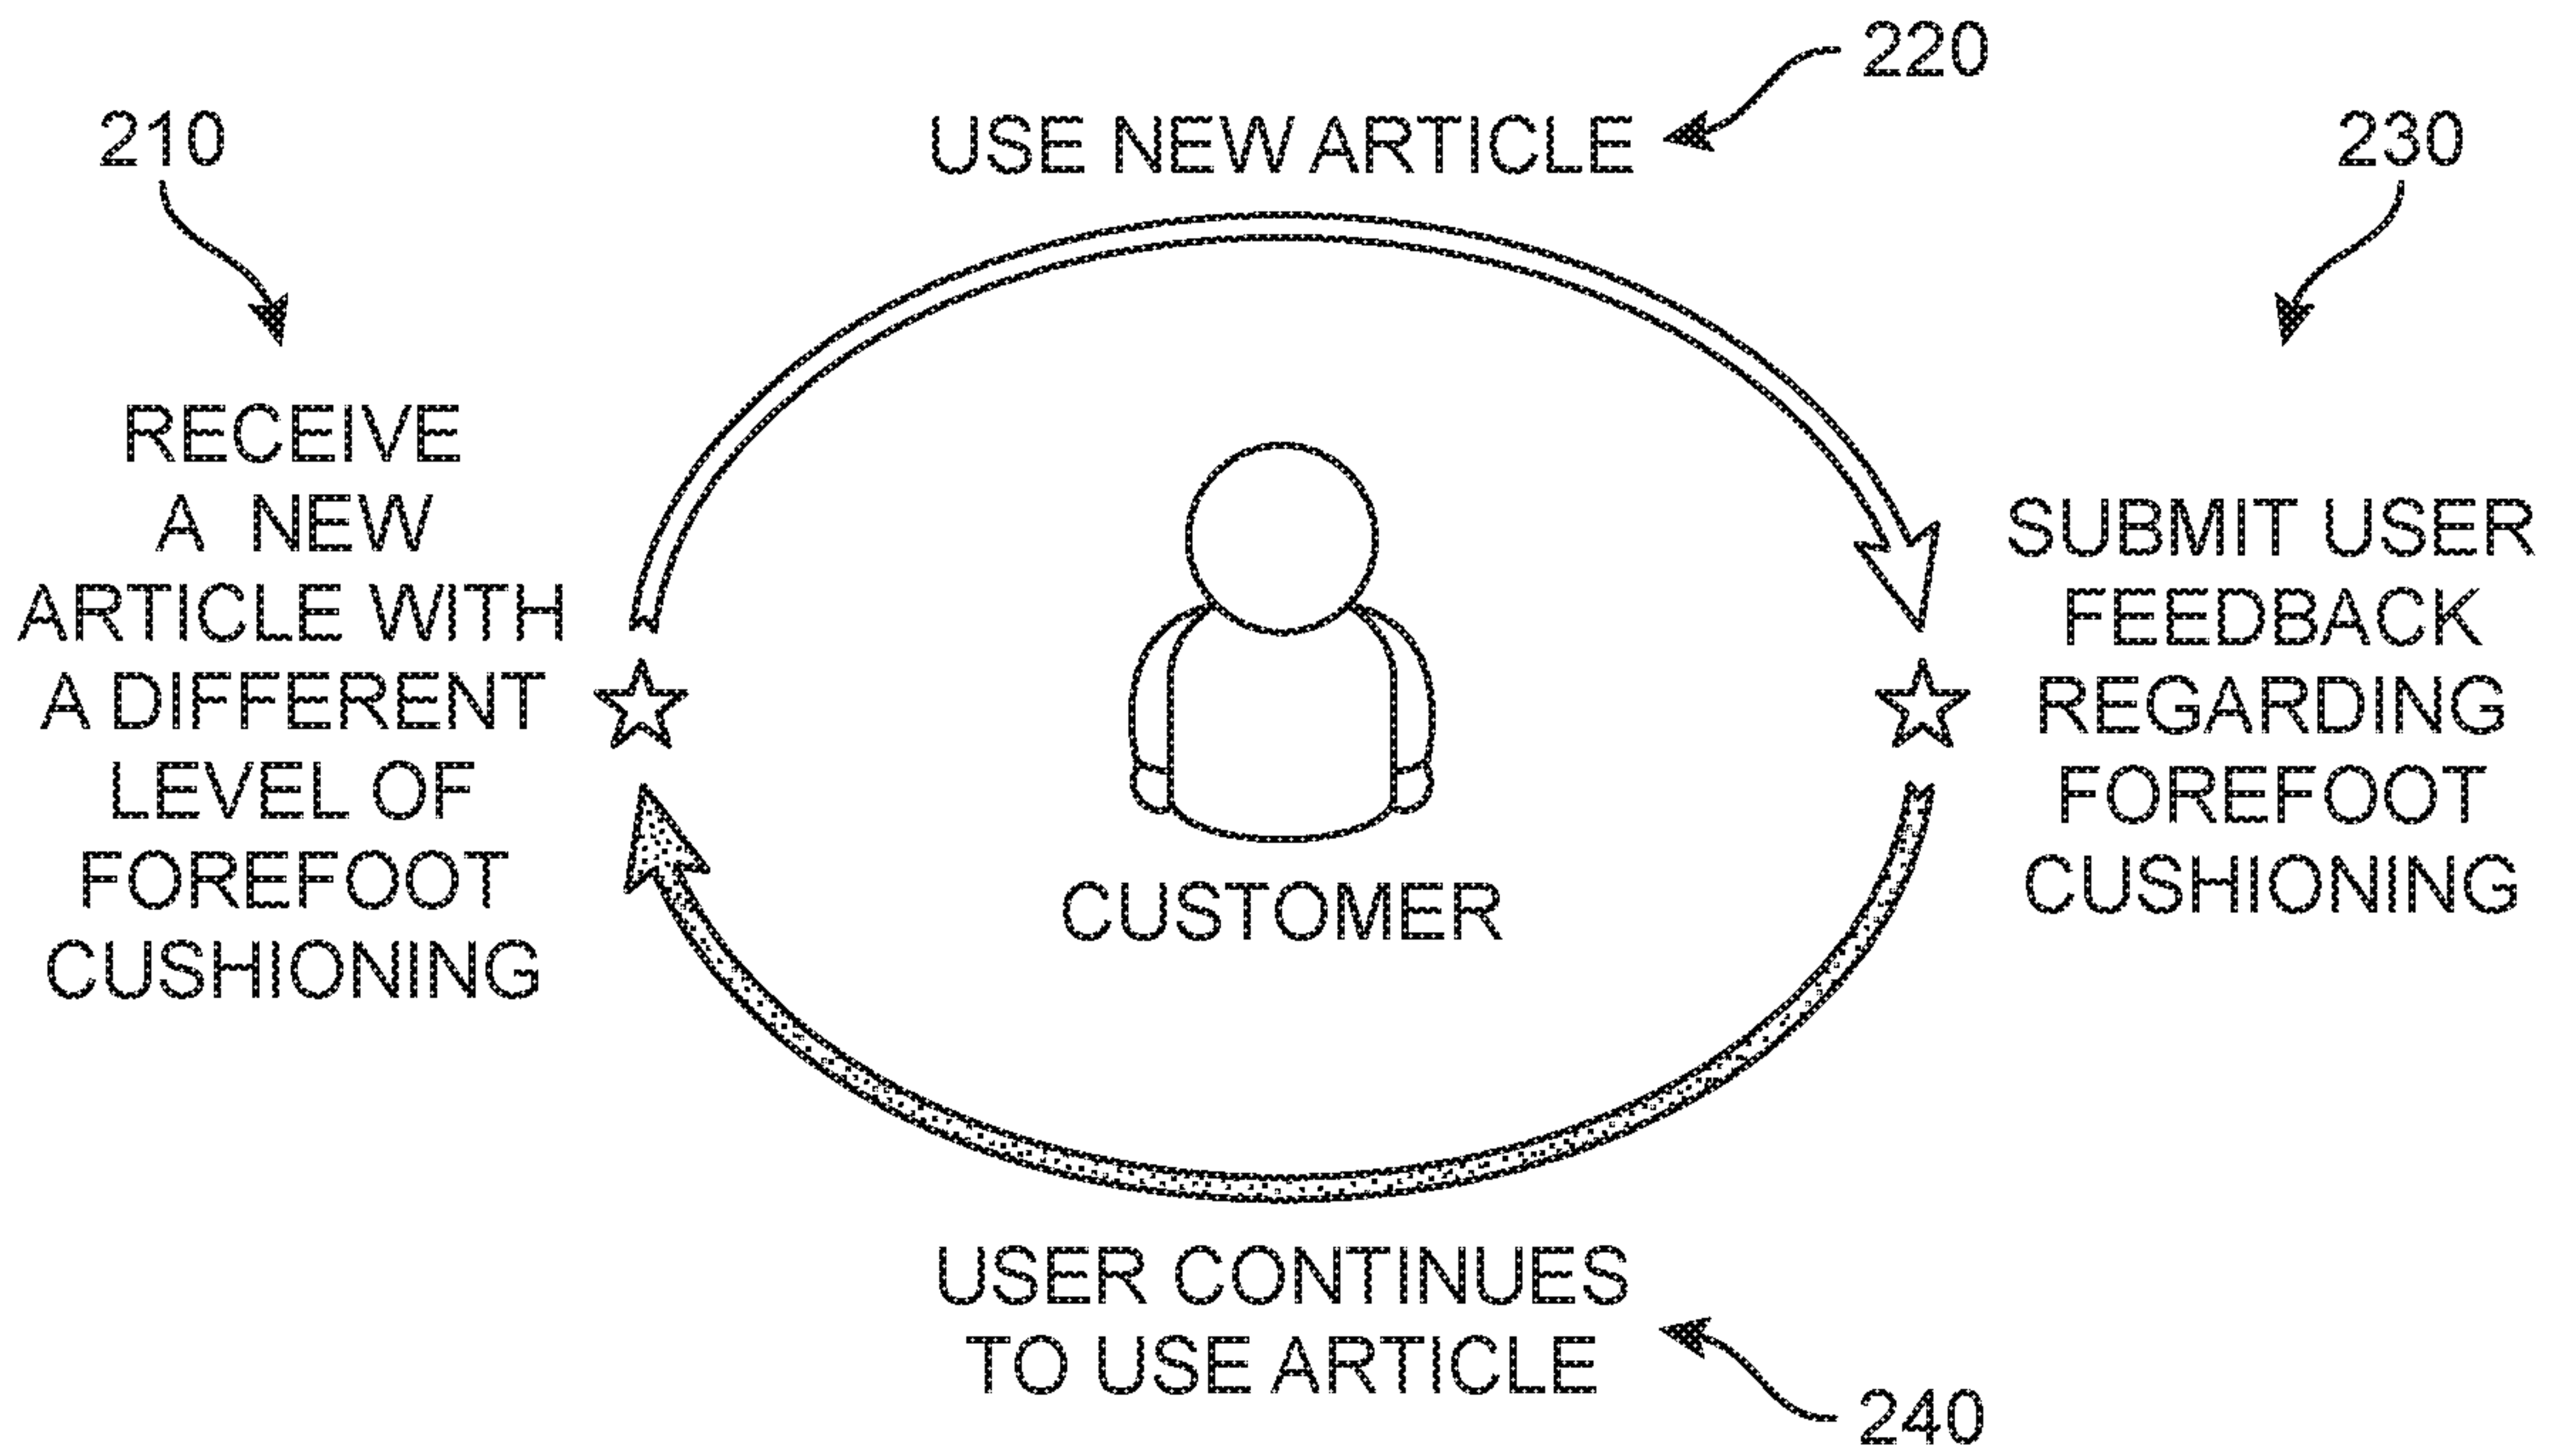 220
USE NEW ARTICLE
210
230
RECEIVE
A NEW
ARTICLE WITH
A DIFFERENT
LEVEL OF
FOREFOOT
CUSHIONING
SUBMIT USER
FEEDBACK
REGARDING
FOREFOOT
CUSHIONING
CUSTOMER
USER CONTINUES
TO USE ARTICLE
240